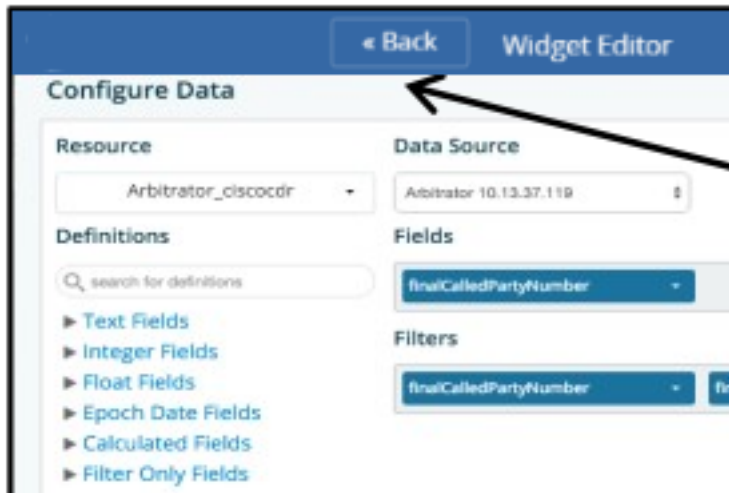 « Back Widget Editor
Configure Data
Resource
Arbitrator_ciscocdr
Definitions
search for definitions
Text Fields
Integer Fields
Float Fields
Epoch Date Fields
Calculated Fields
Filter Only Fields
Data Source
Arbitrator 10.13.37.119
Fields
finalCalledPartyNumber
Filters
finalCalledPartyNumber